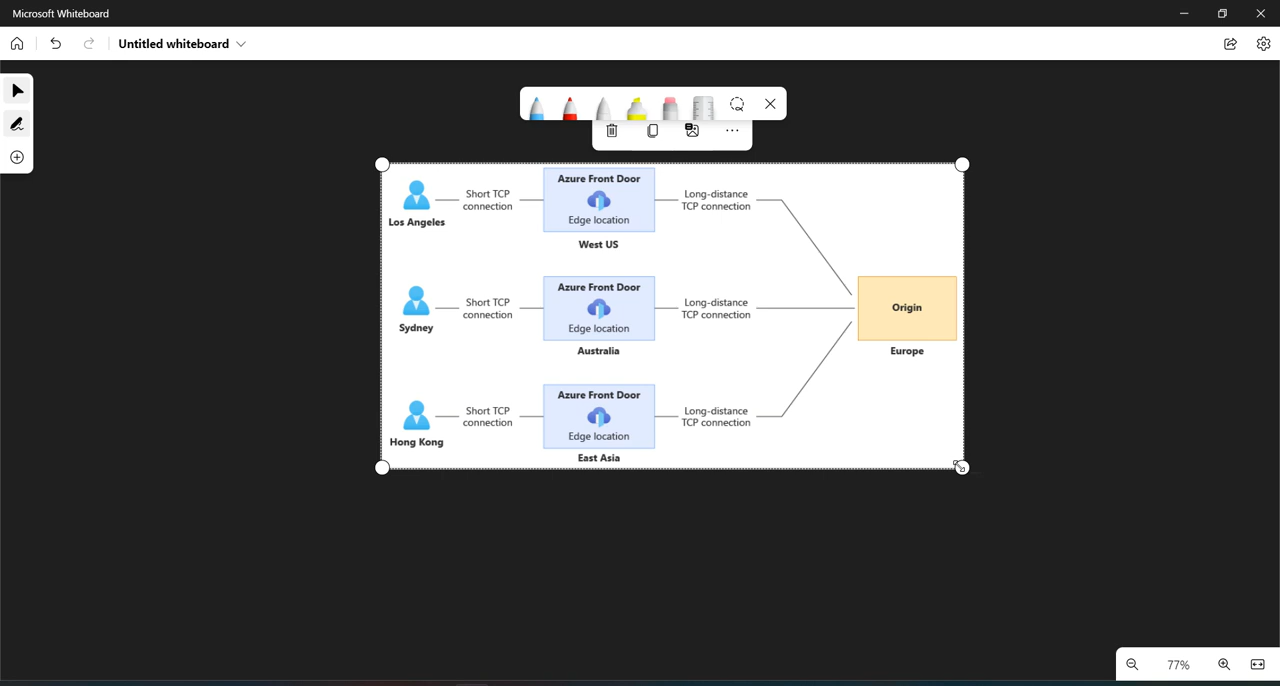 Microsoft Whiteboard
Untitled whiteboard
Short TCP
connection
Los Angeles
Azure Front Door
Edge location
West US
Long-distance
TCP connection
Short TCP
connection
Sydney
Azure Front Door
Edge location
Australia
Long-distance
TCP connection
Origin
Europe
Short TCP
connection
Hong Kong
Azure Front Door
Edge location
East Asia
Long-distance
TCP connection
77%